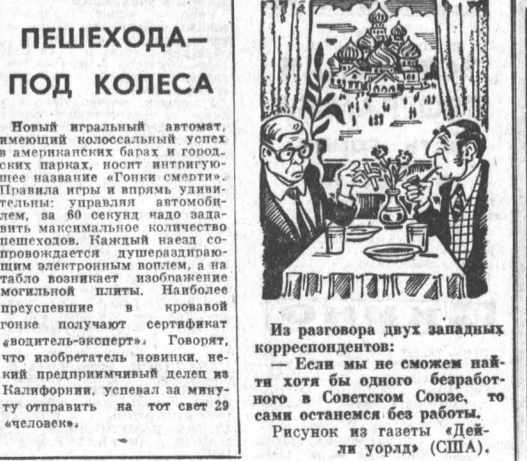 ПЕШЕХОДА—
ПОД КОЛЕСА
Новый игральный автомат,
имеющий колоссальный успех
в американских барах и город-
ских парках, носит интригую-
щее название «Гонки смерти».
Правила игры и впрямь удиви-
тельны: управляя автомоби-
лем, за 60 секунд надо зада-
вить максимальное количество
пешеходов. Каждый наезд со-
провождается душераздираю-
щим электронным воплем, а на
табло возникает изображение
могильной плиты. Наиболее
преуспевшие в кровавой
гонке получают сертификат
«водитель-эксперт». Говорят,
что изобретатель новинки, не-
кий предприимчивый делец из
Калифорнии, успевал за мину-
ту отправить на тот свет 29
«человек».
Из разговора двух западных
корреспондентов:
— Если мы не сможем най-
ти хотя бы одного безработ-
ного в Советском Союзе, то
сами останемся без работы.
Рисунок из газеты «Дей-
ли уорлд» (США).